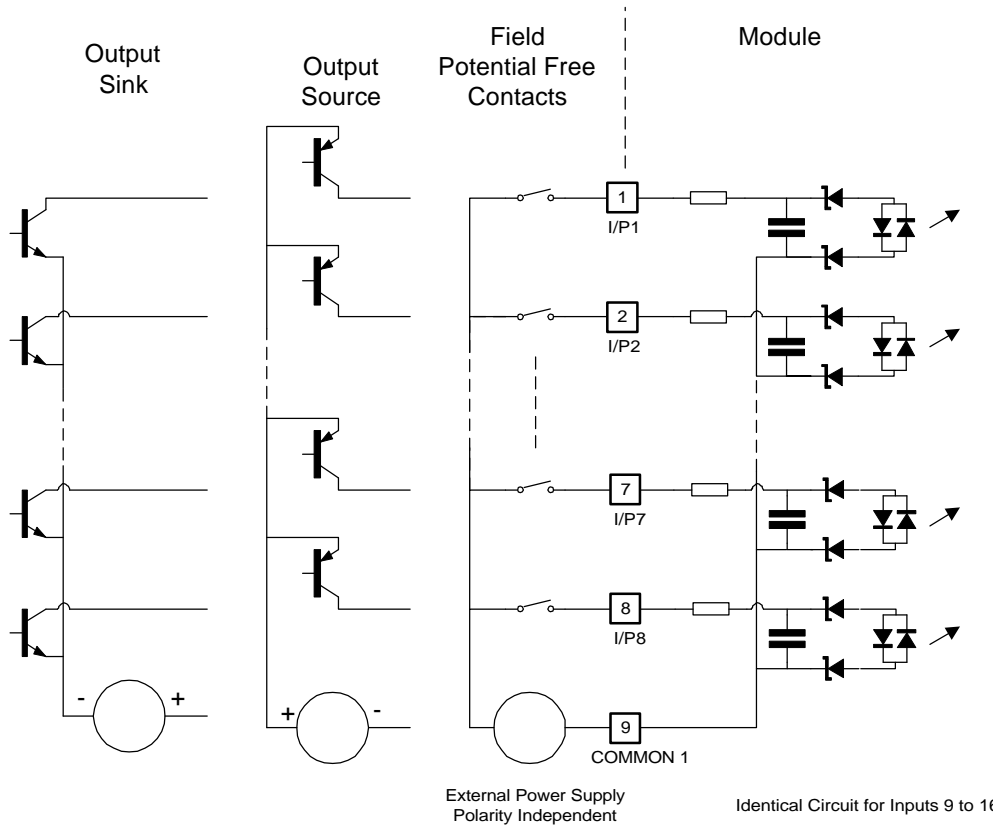 Output
Sink
Output
Source
Field
Potential Free
Contacts
Module
1
I/P1
2
I/P2
7
I/P7
8
I/P8
- +
+ -
9
COMMON 1
External Power Supply
Polarity Independent
Identical Circuit for Inputs 9 to 16